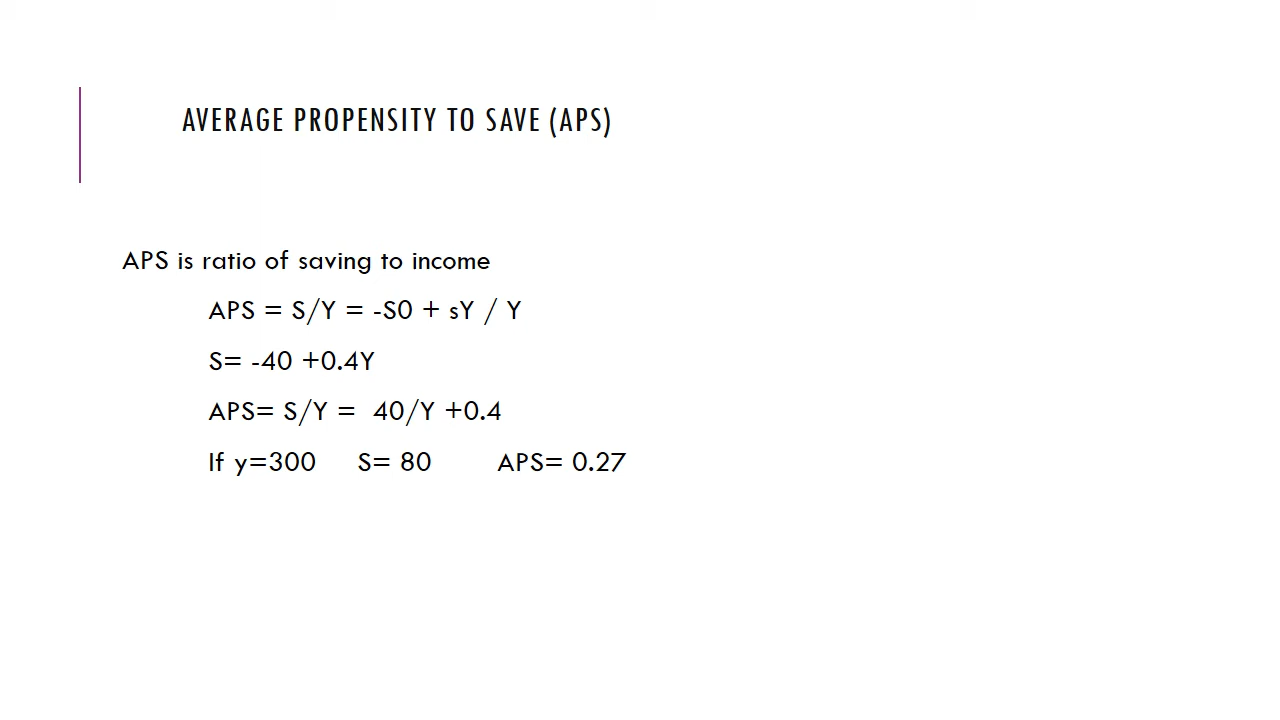 AVERAGE PROPENSITY TO SAVE (APS)
APS is ratio of saving to income
APS = S/Y = -S0 + sY / Y
S= -40 +0.4Y
APS= S/Y = 40/Y +0.4
If y=300 S= 80 APS= 0.27